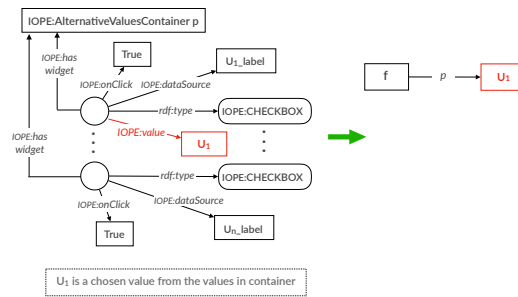 IOPE:AlternativeValuesContainer p
IOPE:has
widget
True
U1_label
IOPE:onClick
IOPE:dataSource
f
p
U1
rdf:type
IOPE:CHECKBOX
IOPE:value
IOPE:has
widget
U1
rdf:type
IOPE:CHECKBOX
IOPE:onClick
IOPE:dataSource
True
Un_label
U1 is a chosen value from the values in container